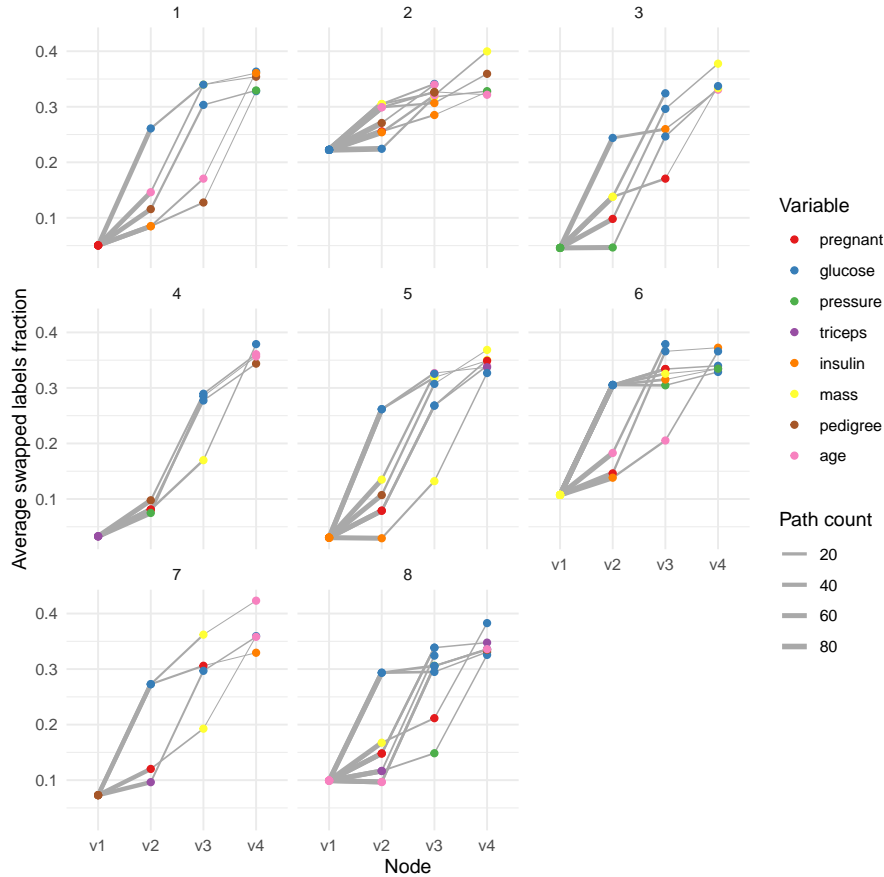 1
2
3
0.4
0.3
0.2
0.1
4
5
6
0.4
0.3
0.2
0.1
v1 v2 v3 v4
7
8
0.4
0.3
0.2
0.1
v1 v2 v3 v4
v1 v2 v3 v4
Node
Average swapped labels fraction
Variable
pregnant
glucose
pressure
triceps
insulin
mass
pedigree
age
Path count
20
40
60
80